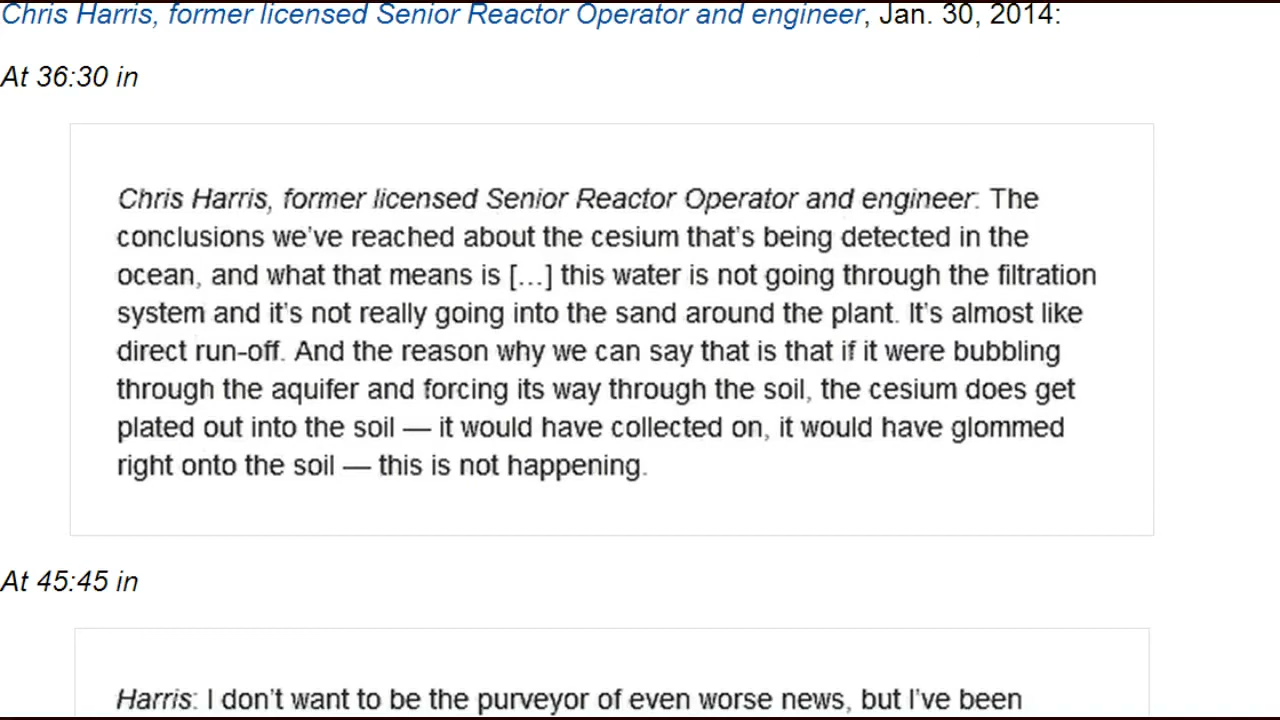 Chris Harris, former licensed Senior Reactor Operator and engineer, Jan. 30, 2014:
At 36:30 in
Chris Harris, former licensed Senior Reactor Operator and engineer: The
conclusions we've reached about the cesium that's being detected in the
ocean, and what that means is […] this water is not going through the filtration
system and it's not really going into the sand around the plant. It's almost like
direct run-off. And the reason why we can say that is that if it were bubbling
through the aquifer and forcing its way through the soil, the cesium does get
plated out into the soil — it would have collected on, it would have glommed
right onto the soil — this is not happening.
At 45:45 in
Harris: I don't want to be the purveyor of even worse news, but I've been